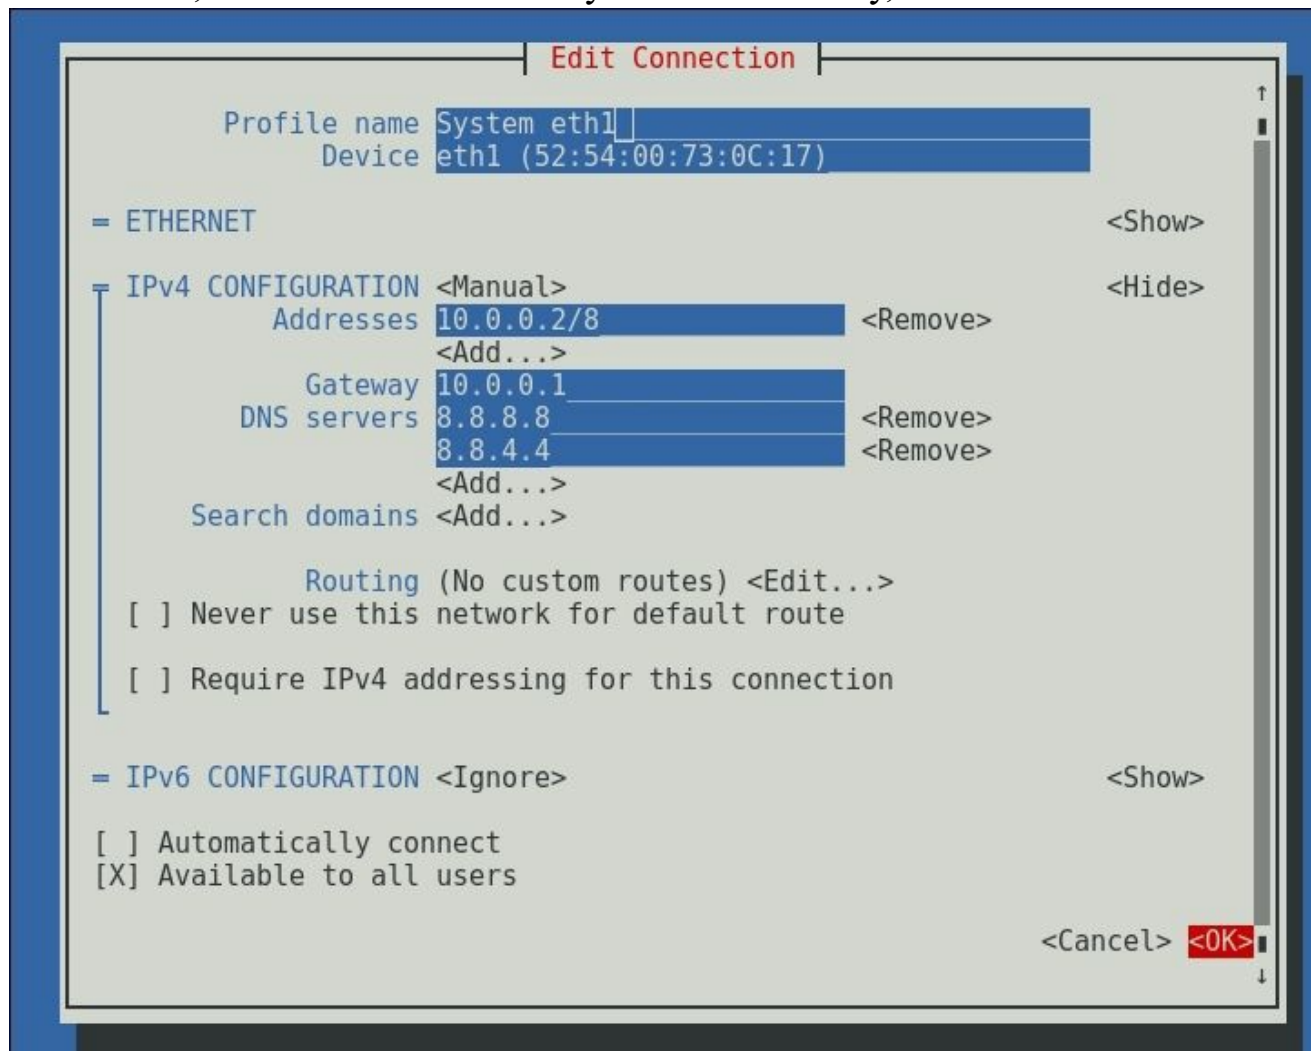 Edit Connection
Profile name System eth1
Device eth1 (52:54:00:73:0C:17)
= ETHERNET <Show>
= IPv4 CONFIGURATION <Manual> <Hide>
Addresses 10.0.0.2/8 <Remove>
<Add...>
Gateway 10.0.0.1
DNS servers 8.8.8.8 <Remove>
8.8.4.4 <Remove>
<Add...>
Search domains <Add...>
Routing (No custom routes) <Edit...>
[ ] Never use this network for default route
[ ] Require IPv4 addressing for this connection
= IPv6 CONFIGURATION <Ignore> <Show>
[ ] Automatically connect
[X] Available to all users
<Cancel> <OK>